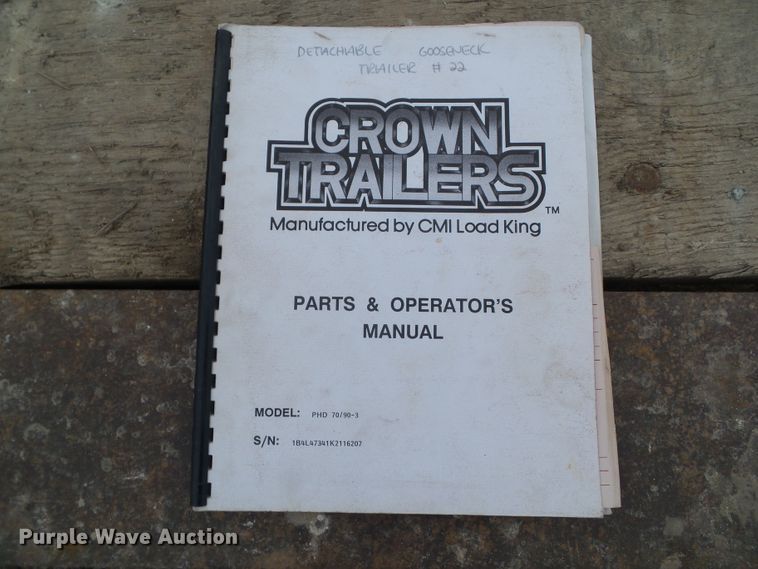 DETACHABLE GOOSENECK
TRAILER # 22
CROWN
TRAILERS
TM
Manufactured by CMI Load King
PARTS & OPERATOR'S
MANUAL
MODEL: PHD 70/90-3
S/N: 1B4L47341K2116207
Purple Wave Auction